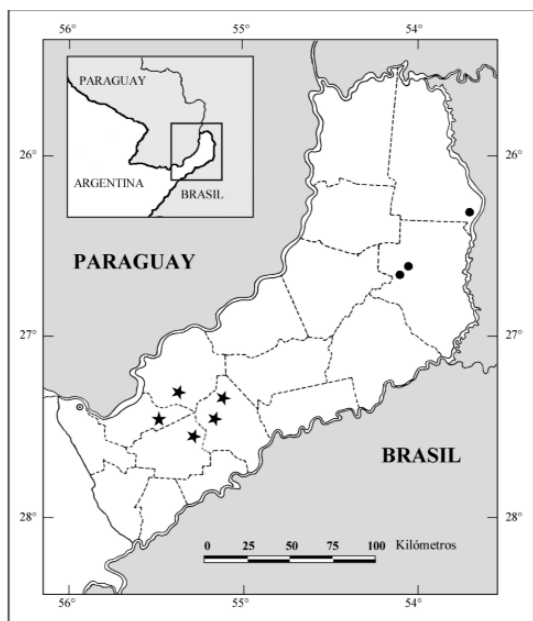 56° 55° 54°
PARAGUAY
ARGENTINA
BRASIL
26° 26°
PARAGUAY
27° 27°
BRASIL
28° 28°
0 25 50 75 100 Kilómetros
56° 55° 54°